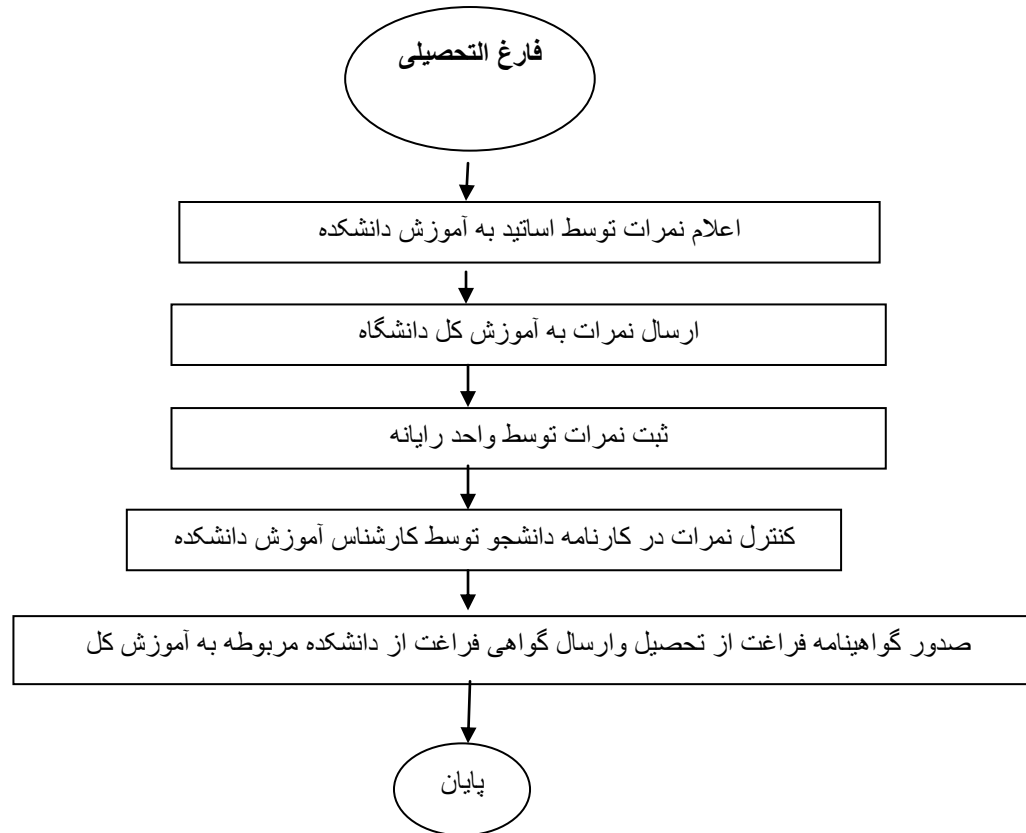 فارغ التحصیلی
اعلام نمرات توسط اساتید به آموزش دانشکده
ارسال نمرات به آموزش کل دانشگاه
ثبت نمرات توسط واحد رایانه
کنترل نمرات در کارنامه دانشجو توسط کارشناس آموزش دانشکده
صدور گواهینامه فراغت از تحصیل وارسال گواهی فراغت از دانشکده مربوطه به آموزش کل
پایان